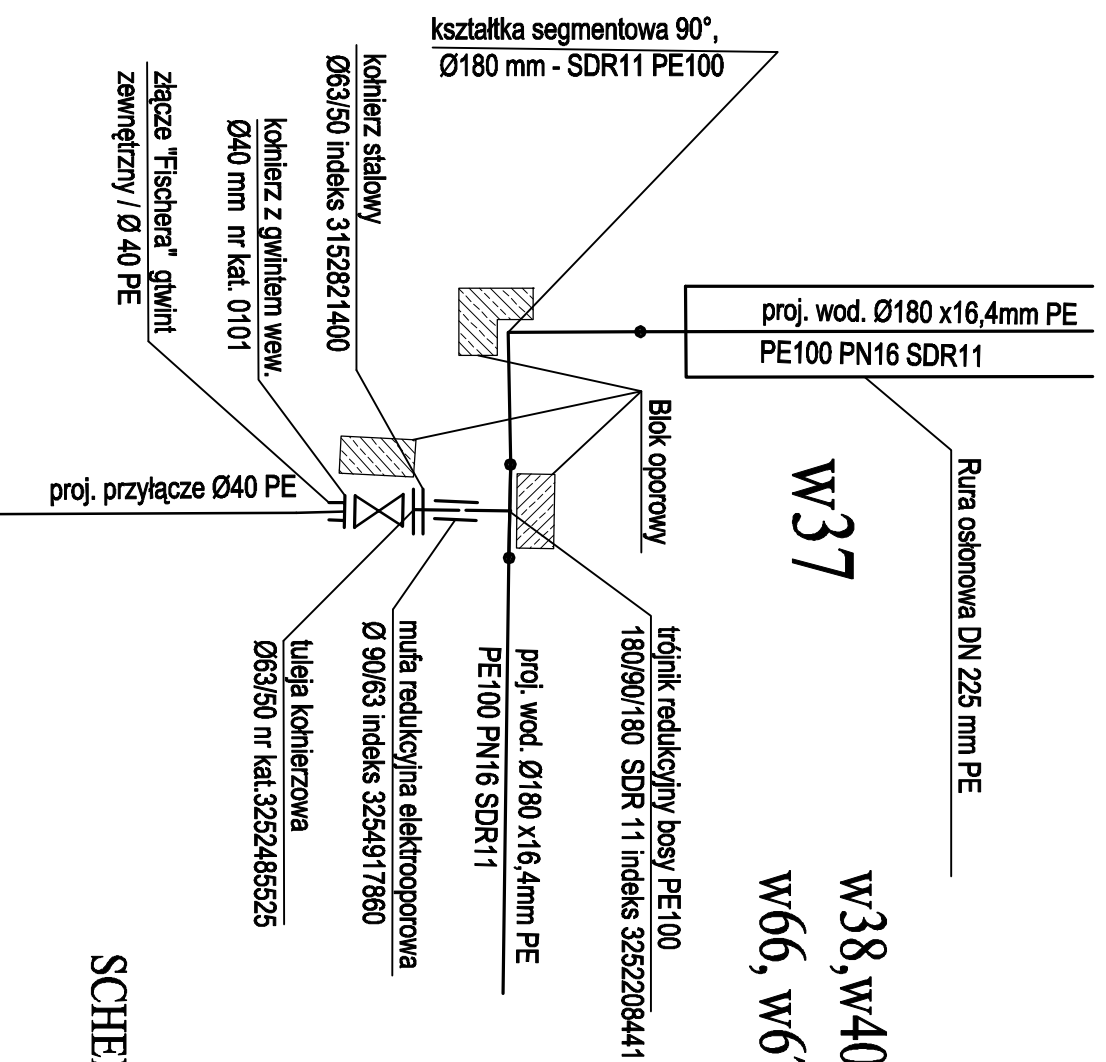 kształtka segmentowa 90°,
Ø180 mm - SDR11 PE100
kołnierz stalowy
Ø63/50 indeks 3152821400
kołnierz z gwintem wew.
Ø40 mm nr kat. 0101
złącze "Fischera" gtwint
zewnętrzny / Ø 40 PE
proj. wod. Ø180 x16,4mm PE
PE100 PN16 SDR11
Blok oporowy
w37
Rura osłonowa DN 225 mm PE
proj. przyłącze Ø40 PE
trójnik redukcyjny bosy PE100
180/90/180 SDR 11 indeks 3252208441
proj. wod. Ø180 x16,4mm PE
PE100 PN16 SDR11
mufa redukcyjna elektrooporowa
Ø 90/63 indeks 3254917860
tuleja kołnierzowa
Ø63/50 nr kat.3252485525
w38,w40
w66, w6
SCHE